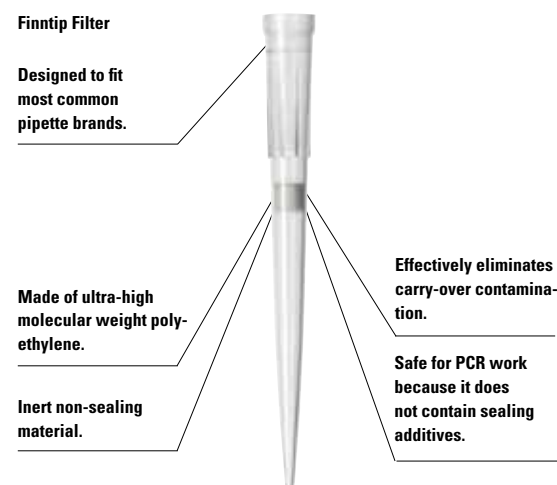 Finntip Filter
Designed to fit
most common
pipette brands.
Made of ultra-high
molecular weight poly-
ethylene.
Inert non-sealing
material.
Effectively eliminates
carry-over contamina-
tion.
Safe for PCR work
because it does
not contain sealing
additives.